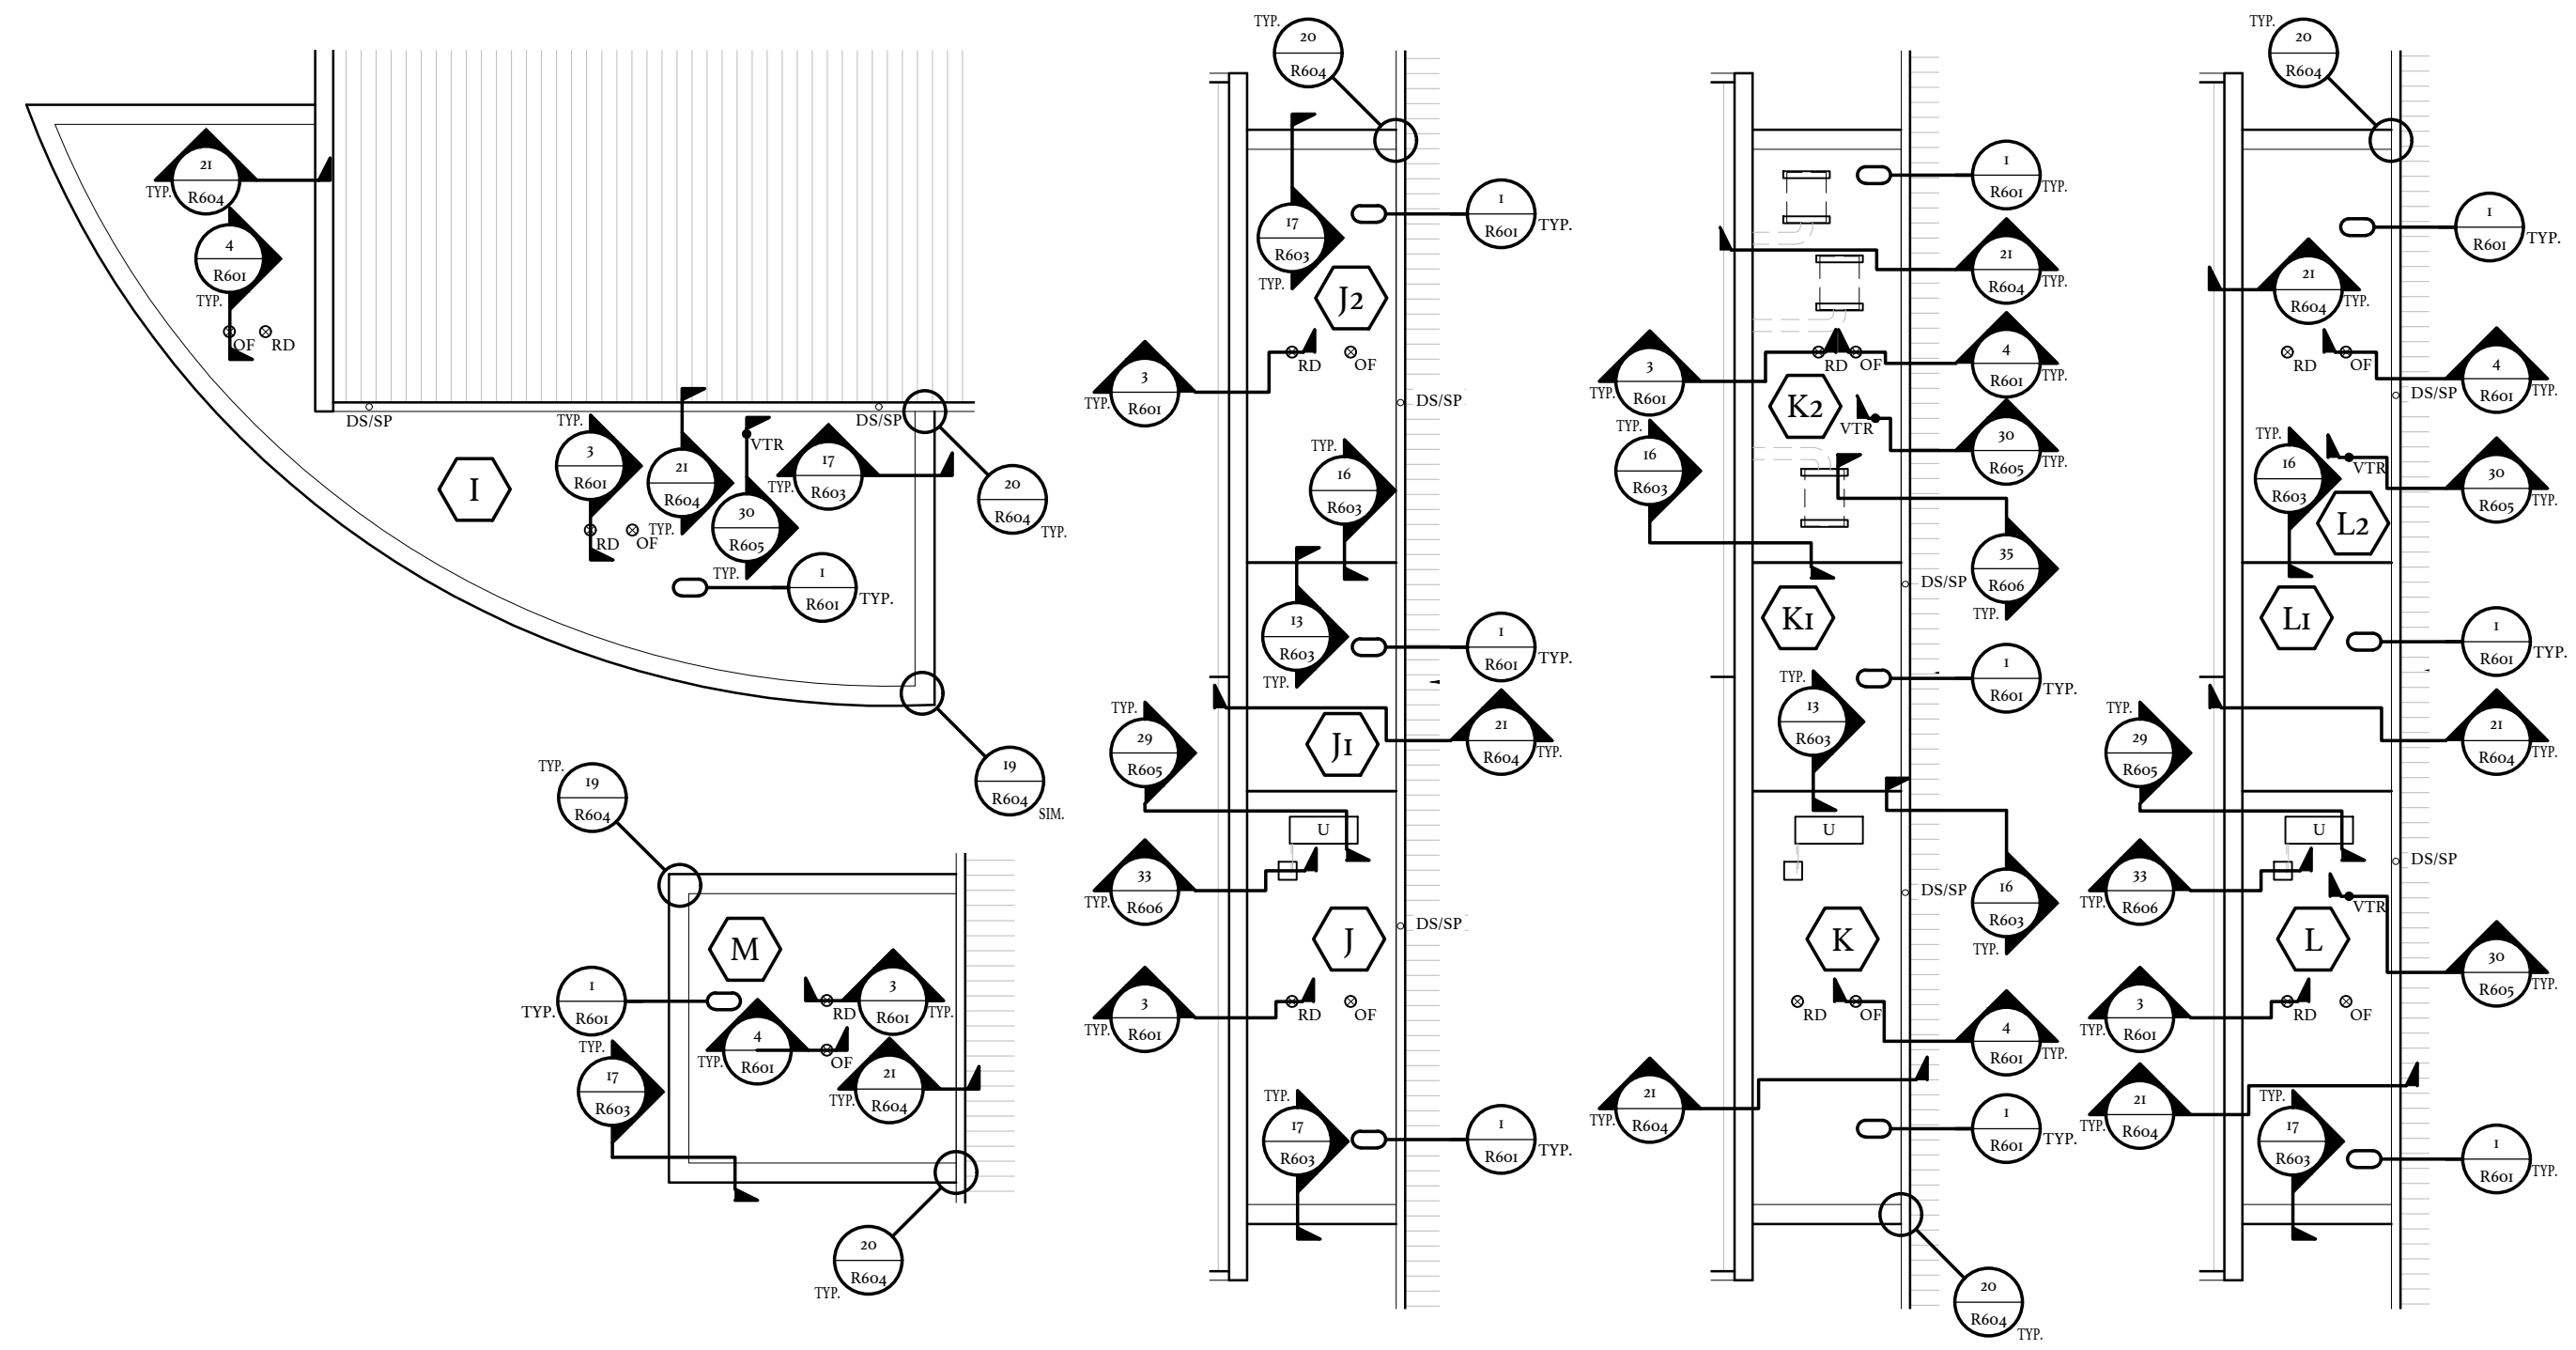 21
R604
TYP.
4
R601
TYP.
OF
RD
DS/SP
DS/SP
I
TYP.
3
R601
RD
OF
21
R604
TYP.
VTR
30
R605
TYP.
17
R603
TYP.
1
R601
TYP.
20
R604
TYP.
19
R604
SIM.
TYP.
19
R604
M
1
R601
TYP.
3
R601
TYP.
RD
4
R601
TYP.
OF
TYP.
17
R603
21
R604
TYP.
20
R604
TYP.
TYP.
20
R604
17
R603
TYP.
1
R601
TYP.
J2
3
R601
TYP.
RD
OF
DS/SP
TYP.
16
R603
13
R603
TYP.
1
R601
TYP.
TYP.
29
R605
J1
21
R604
TYP.
U
33
R606
TYP.
J
DS/SP
3
R601
TYP.
RD
OF
TYP.
17
R603
1
R601
TYP.
1
R601
TYP.
21
R604
TYP.
3
R601
TYP.
RD
OF
4
R601
TYP.
K2
VTR
30
R605
TYP.
TYP.
16
R603
35
R606
TYP.
DS/SP
K1
1
R601
TYP.
TYP.
13
R603
U
DS/SP
16
R603
TYP.
K
RD
OF
4
R601
TYP.
21
R604
TYP.
1
R601
TYP.
20
R604
TYP.
TYP.
20
R604
1
R601
TYP.
21
R604
TYP.
RD
OF
4
R601
TYP.
DS/SP
TYP.
16
R603
VTR
30
R605
TYP.
L2
L1
1
R601
TYP.
TYP.
29
R605
21
R604
TYP.
U
DS/SP
33
R606
TYP.
VTR
L
30
R605
TYP.
3
R601
TYP.
RD
OF
21
R604
TYP.
TYP.
17
R603
1
R601
TYP.